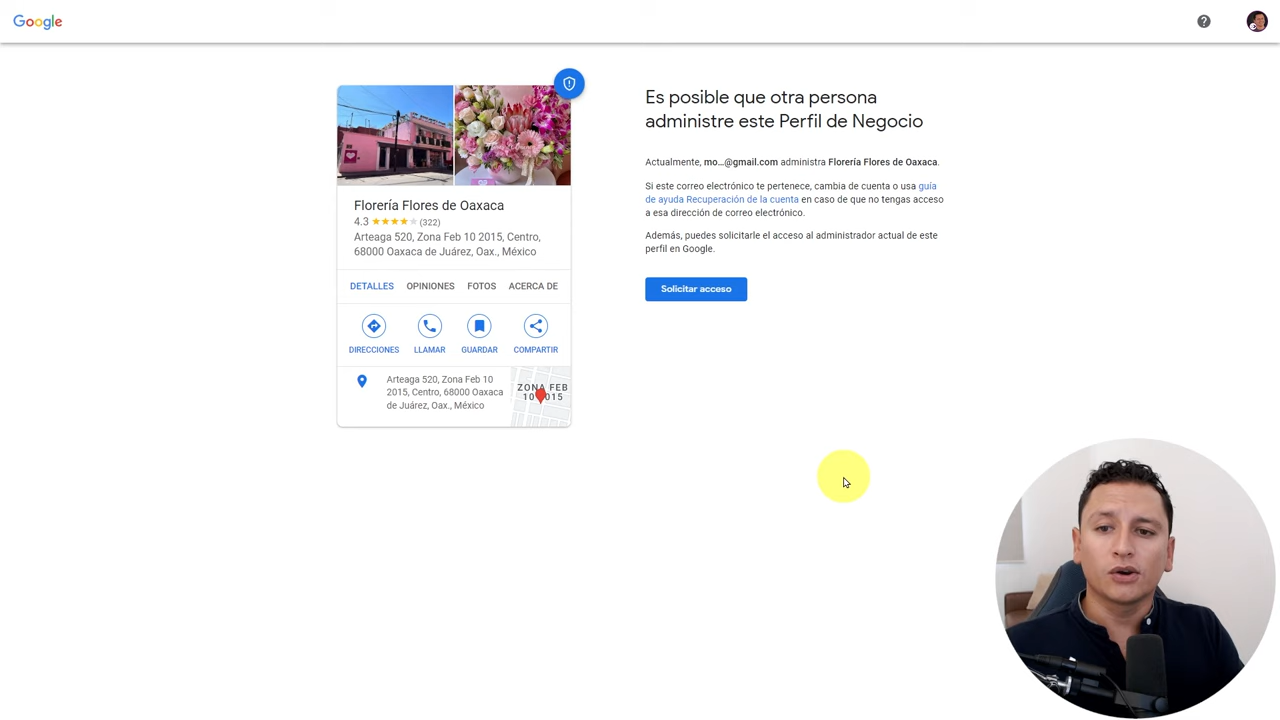 Google
Es posible que otra persona
administre este Perfil de Negocio
Actualmente, mo...@gmail.com administra Florería Flores de Oaxaca.
Si este correo electrónico te pertenece, cambia de cuenta o usa guía
de ayuda Recuperación de la cuenta en caso de que no tengas acceso
a esa dirección de correo electrónico.
Además, puedes solicitarle el acceso al administrador actual de este
perfil en Google.
Solicitar acceso
Florería Flores de Oaxaca
4.3 (322)
Arteaga 520, Zona Feb 10 2015, Centro,
68000 Oaxaca de Juárez, Oax., México
DETALLES OPINIONES FOTOS ACERCA DE
DIRECCIONES LLAMAR GUARDAR COMPARTIR
Arteaga 520, Zona Feb 10
2015, Centro, 68000 Oaxaca
de Juárez, Oax., México
ZONA FEB
10 2015